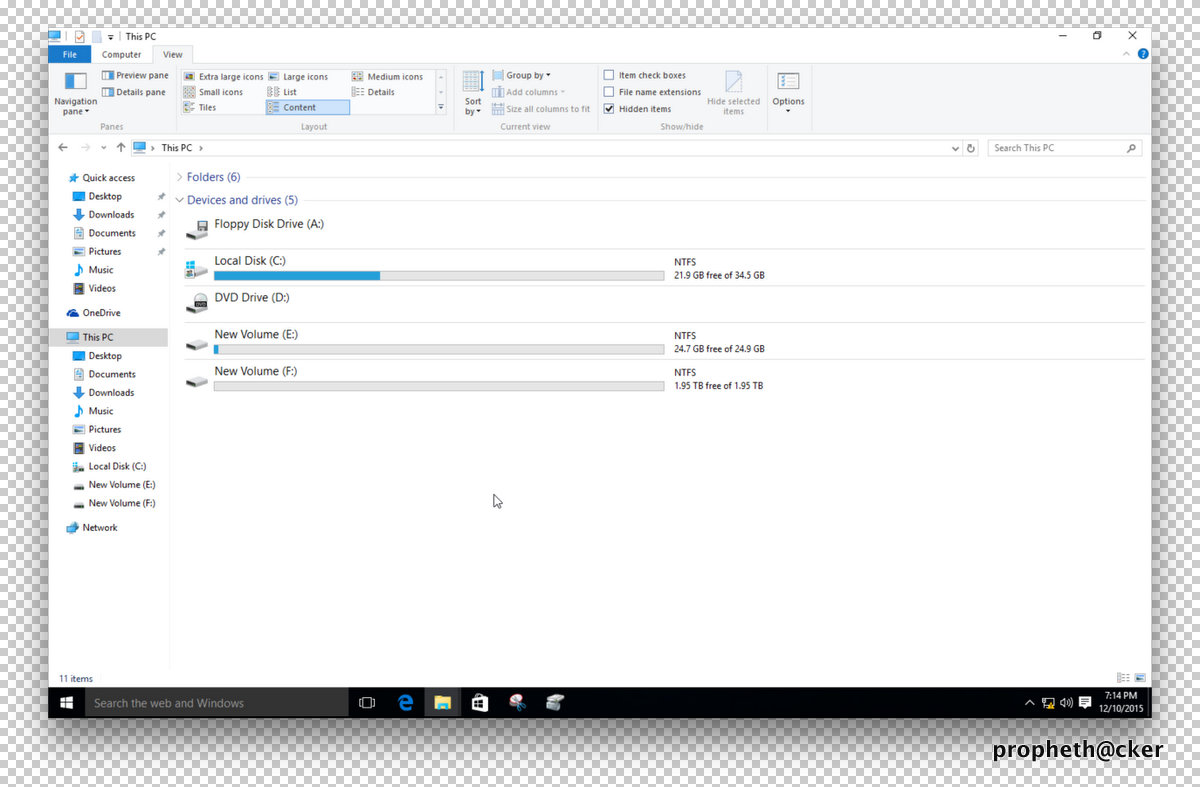 This PC
File Computer View
Preview pane
Details pane
Navigation pane
Panes
Extra large icons Large icons Medium icons
Small icons List Details
Tiles Content
Layout
Sort by
Group by
Add columns
Size all columns to fit
Current view
Item check boxes
File name extensions
Hidden items
Hide selected items
Show/hide
Options
This PC
Search This PC
Quick access
Desktop
Downloads
Documents
Pictures
Music
Videos
OneDrive
This PC
Desktop
Documents
Downloads
Music
Pictures
Videos
Local Disk (C:)
New Volume (E:)
New Volume (F:)
Network
Folders (6)
Devices and drives (5)
Floppy Disk Drive (A:)
Local Disk (C:)
NTFS
21.9 GB free of 34.5 GB
DVD Drive (D:)
New Volume (E:)
NTFS
24.7 GB free of 24.9 GB
New Volume (F:)
NTFS
1.95 TB free of 1.95 TB
11 items
Search the web and Windows
7:14 PM
12/10/2015
propheth@cker